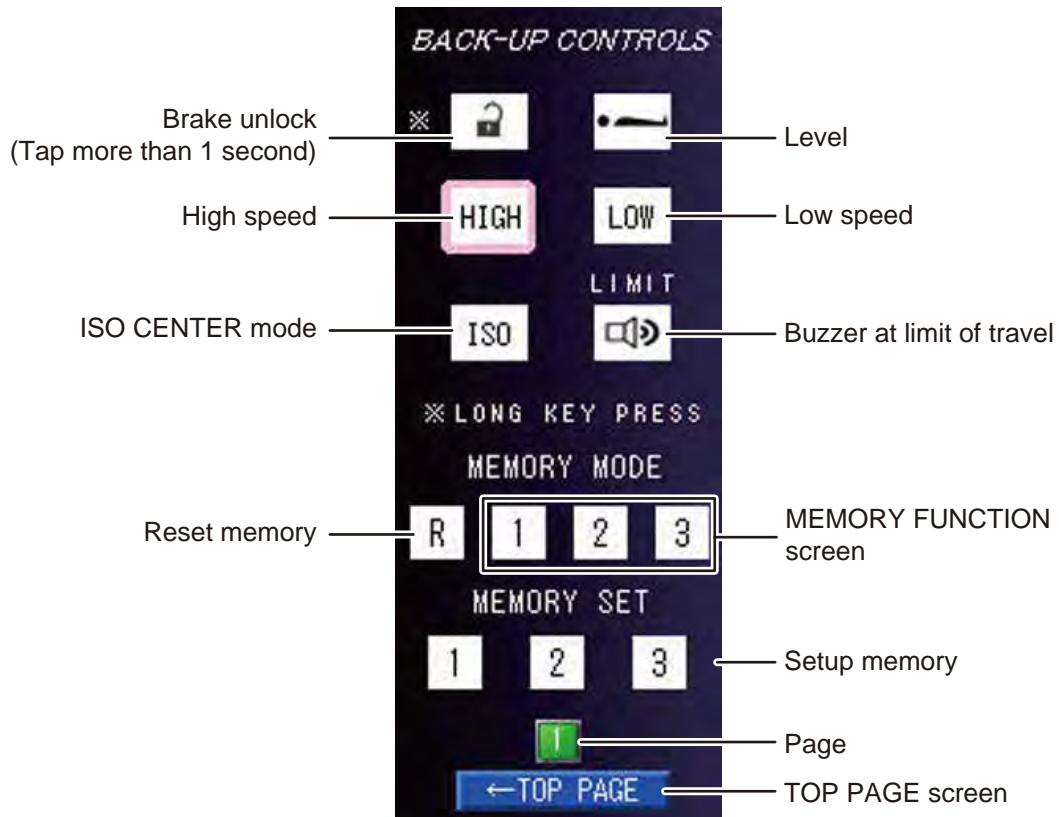 BACK-UP CONTROLS
Brake unlock
(Tap more than 1 second)
※
Level
High speed
HIGH
LOW
Low speed
LIMIT
ISO CENTER mode
ISO
Buzzer at limit of travel
※LONG KEY PRESS
MEMORY MODE
Reset memory
R
1
2
3
MEMORY FUNCTION
screen
MEMORY SET
1
2
3
Setup memory
1
Page
←TOP PAGE
TOP PAGE screen